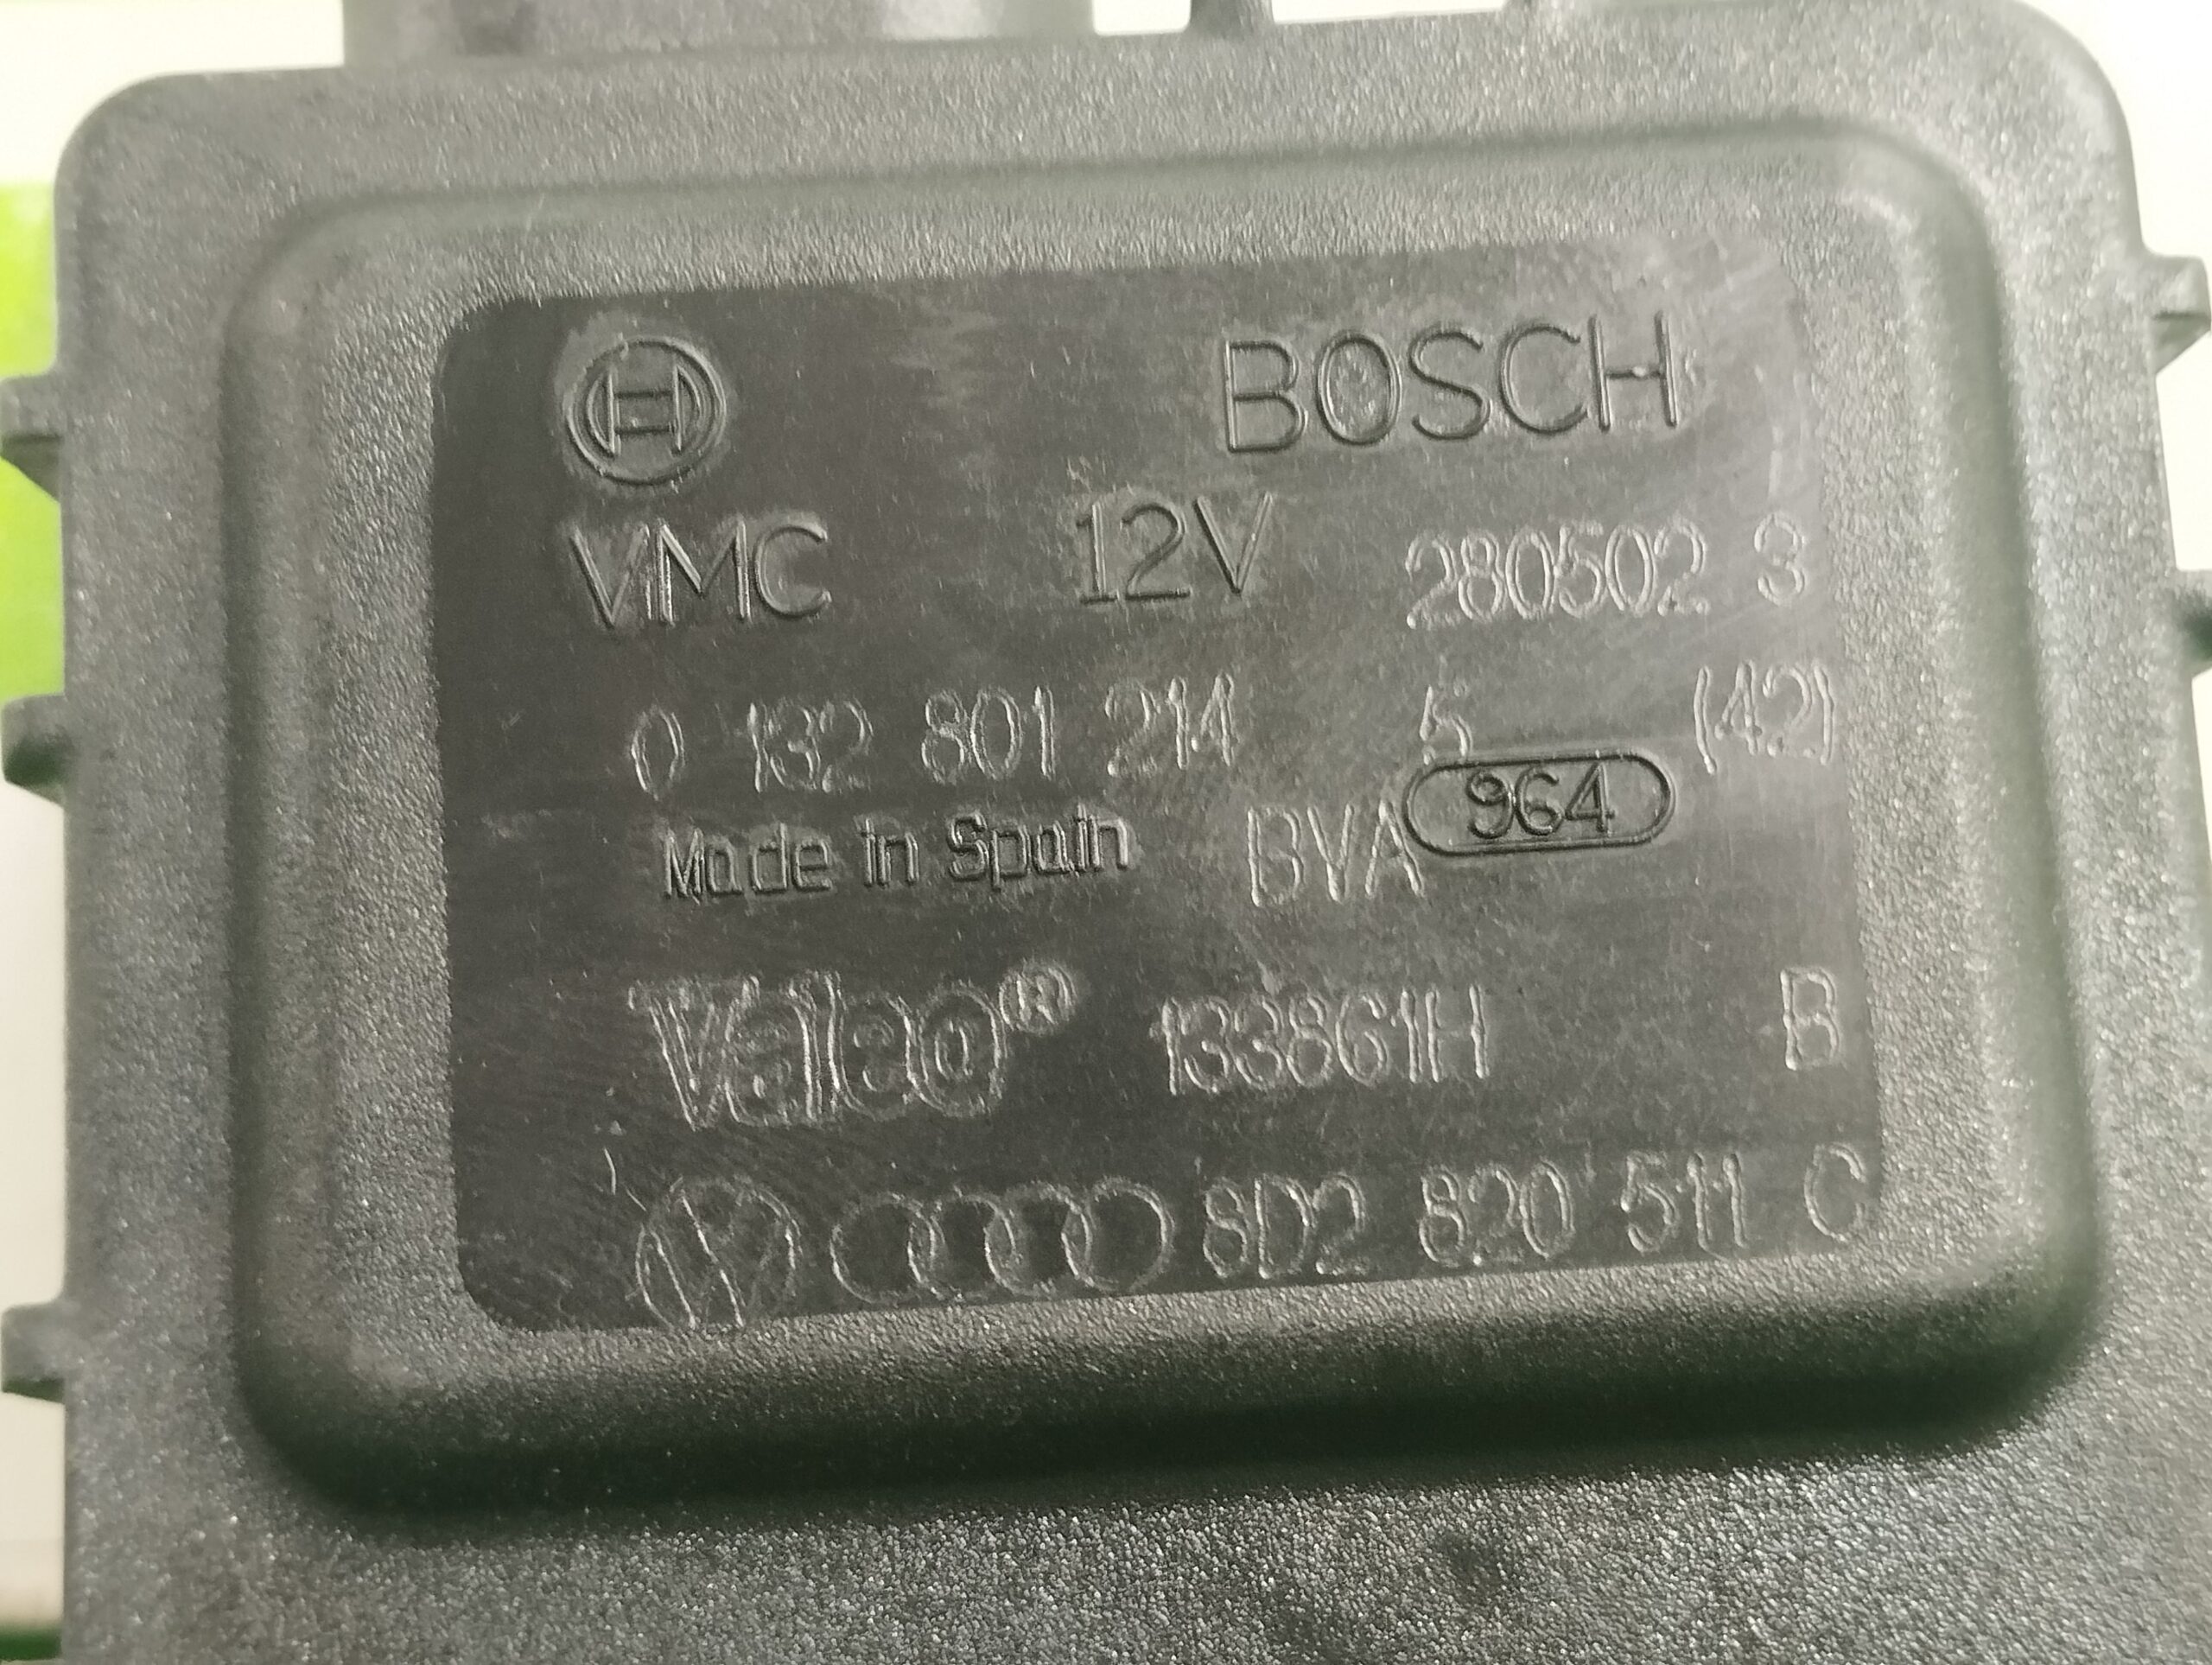 BOSCH
VMC 12V 280502 3
0 132 801 214 5 (42)
Made in Spain BVA 964
Valeo® 133861H B
8D2 820 511 C